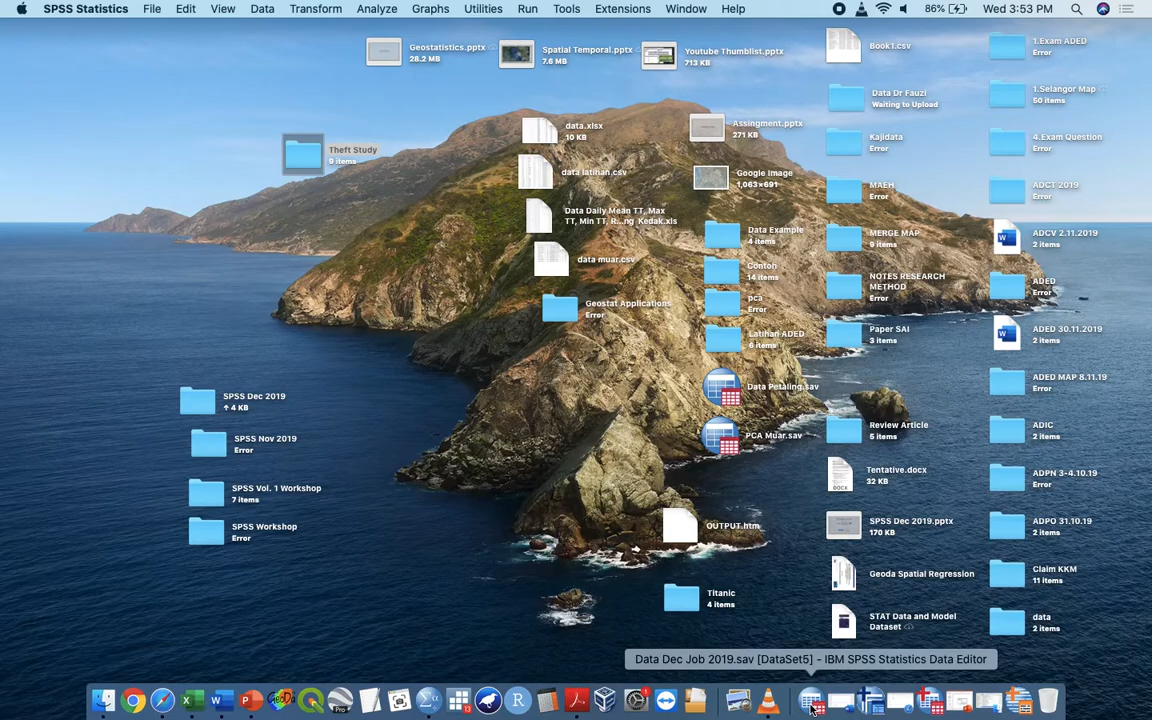 SPSS Statistics File Edit View Data Transform Analyze Graphs Utilities Run Tools Extensions Window Help 86% Wed 3:53 PM
Geostatistics.pptx
28.2 MB
Spatial Temporal.pptx
7.6 MB
Youtube Thumblist.pptx
713 KB
Book1.csv
1.Exam ADED
Error
Data Dr Fauzi
Waiting to Upload
1.Selangor Map
50 items
Theft Study
9 items
data.xlsx
10 KB
Assingment.pptx
271 KB
Kajidata
Error
4.Exam Question
Error
data latihan.csv
Google Image
1,063×691
MAEH
Error
ADCT 2019
Error
Data Daily Mean TT, Max
TT, Min TT, R...ng Kedak.xls
Data Example
4 items
MERGE MAP
9 items
ADCV 2.11.2019
2 items
data muar.csv
Contoh
14 items
NOTES RESEARCH
METHOD
Error
ADED
Error
Geostat Applications
Error
pca
Error
Latihan ADED
6 items
Paper SAI
3 items
ADED 30.11.2019
2 items
Data Petaling.sav
ADED MAP 8.11.19
Error
SPSS Dec 2019
↑ 4 KB
PCA Muar.sav
Review Article
5 items
ADIC
2 items
SPSS Nov 2019
Error
Tentative.docx
32 KB
DOCX
ADPN 3-4.10.19
Error
SPSS Vol. 1 Workshop
7 items
SPSS Workshop
Error
OUTPUT.htm
SPSS Dec 2019.pptx
170 KB
ADPO 31.10.19
2 items
Titanic
4 items
Geoda Spatial Regression
Claim KKM
11 items
STAT Data and Model
Dataset
data
2 items
Data Dec Job 2019.sav [DataSet5] – IBM SPSS Statistics Data Editor
GeoDa
Pro